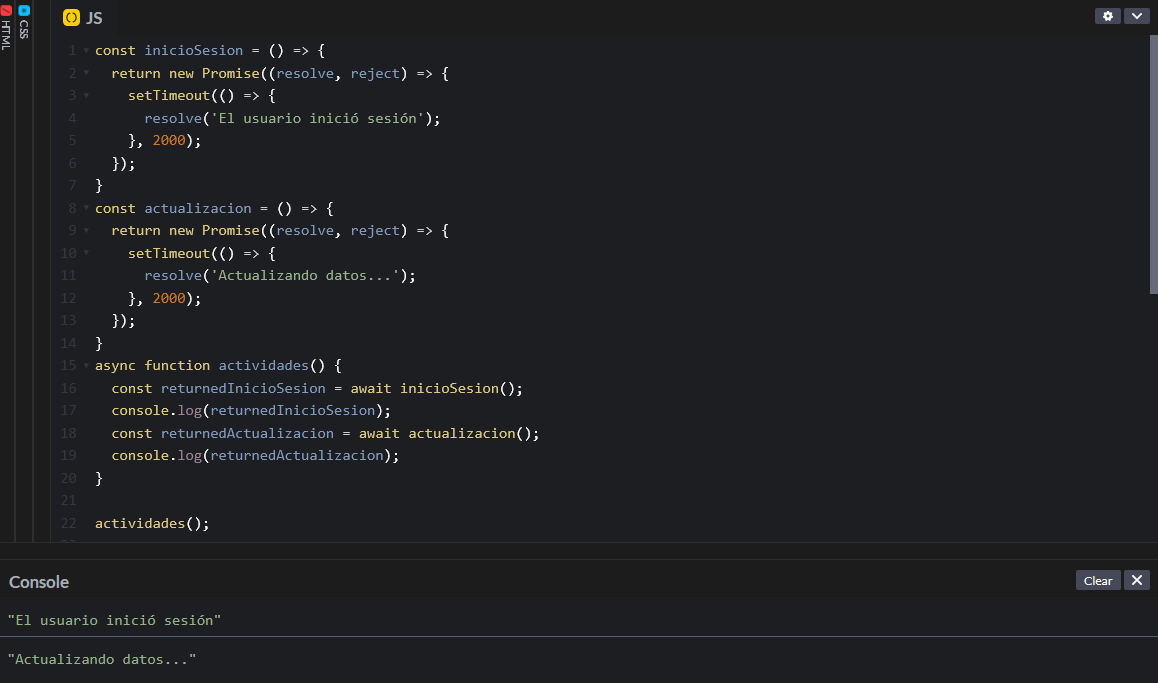 HTML
CSS
JS
1 const inicioSesion = () => {
2 return new Promise((resolve, reject) => {
3 setTimeout(() => {
4 resolve('El usuario inició sesión');
5 }, 2000);
6 });
7 }
8 const actualizacion = () => {
9 return new Promise((resolve, reject) => {
10 setTimeout(() => {
11 resolve('Actualizando datos...');
12 }, 2000);
13 });
14 }
15 async function actividades() {
16 const returnedInicioSesion = await inicioSesion();
17 console.log(returnedInicioSesion);
18 const returnedActualizacion = await actualizacion();
19 console.log(returnedActualizacion);
20 }
21
22 actividades();
Console
Clear
"El usuario inició sesión"
"Actualizando datos..."